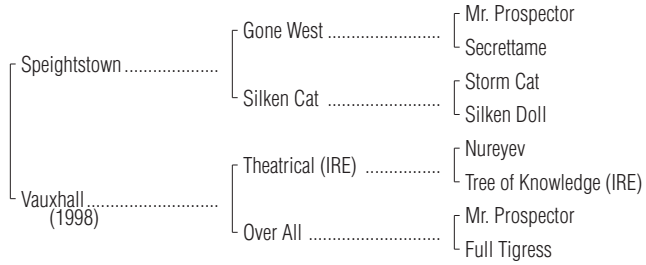 Mr. Prospector
Gone West ........................
Secrettame
Speightstown ....................
Storm Cat
Silken Cat ........................
Silken Doll
Nureyev
Theatrical (IRE) ................
Tree of Knowledge (IRE)
Vauxhall ............................
(1998)
Mr. Prospector
Over All ............................
Full Tigress